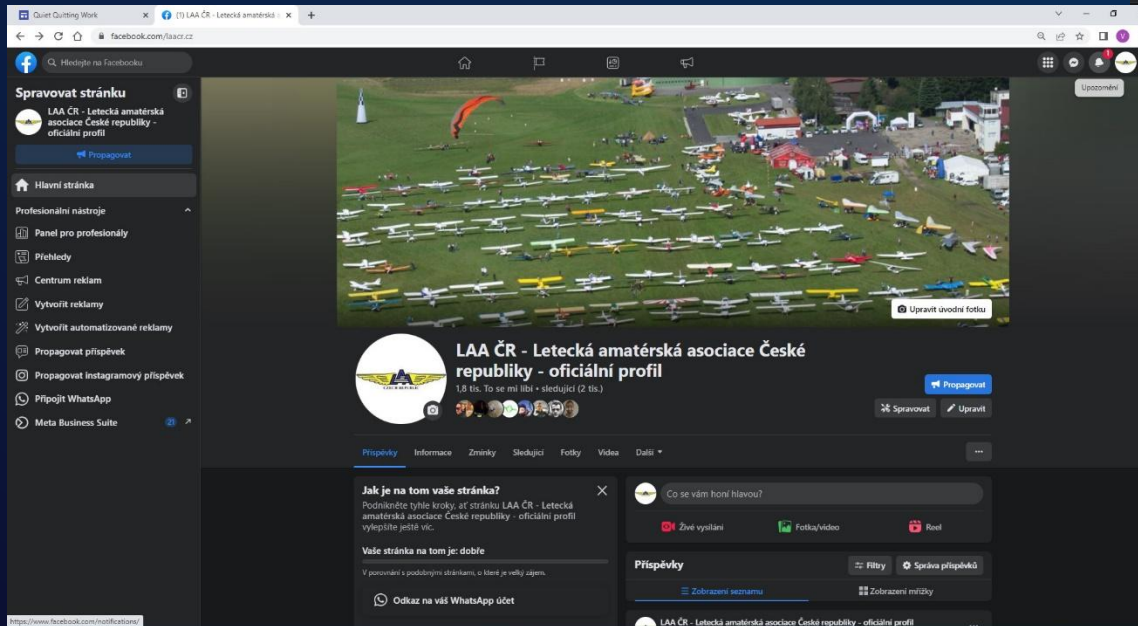 Quiet Quitting Work
(1) LAA ČR - Letecká amatérská
facebook.com/laacr.cz
Hledejte na Facebooku
1
Upozornění
Spravovat stránku
LAA ČR - Letecká amatérská
asociace České republiky -
oficiální profil
Propagovat
Hlavní stránka
Profesionální nástroje
Panel pro profesionály
Přehledy
Centrum reklam
Vytvořit reklamy
Vytvořit automatizované reklamy
Propagovat příspěvek
Propagovat instagramový příspěvek
Připojit WhatsApp
Meta Business Suite
21
Upravit úvodní fotku
LAA ČR - Letecká amatérská asociace České
republiky - oficiální profil
1,8 tis. To se mi líbí • sledující (2 tis.)
Propagovat
Spravovat
Upravit
Příspěvky Informace Zmínky Sledující Fotky Videa Další
Jak je na tom vaše stránka?
Podnikněte tyhle kroky, ať stránku LAA ČR - Letecká
amatérská asociace České republiky - oficiální profil
vylepšíte ještě víc.
Vaše stránka na tom je: dobře
V porovnání s podobnými stránkami, o které je velký zájem.
Odkaz na váš WhatsApp účet
Co se vám honí hlavou?
Živé vysílání Fotka/video Reel
Příspěvky
Filtry
Správa příspěvků
Zobrazení seznamu Zobrazení mřížky
LAA ČR - Letecká amatérská asociace České republiky - oficiální profil
https://www.facebook.com/notifications/